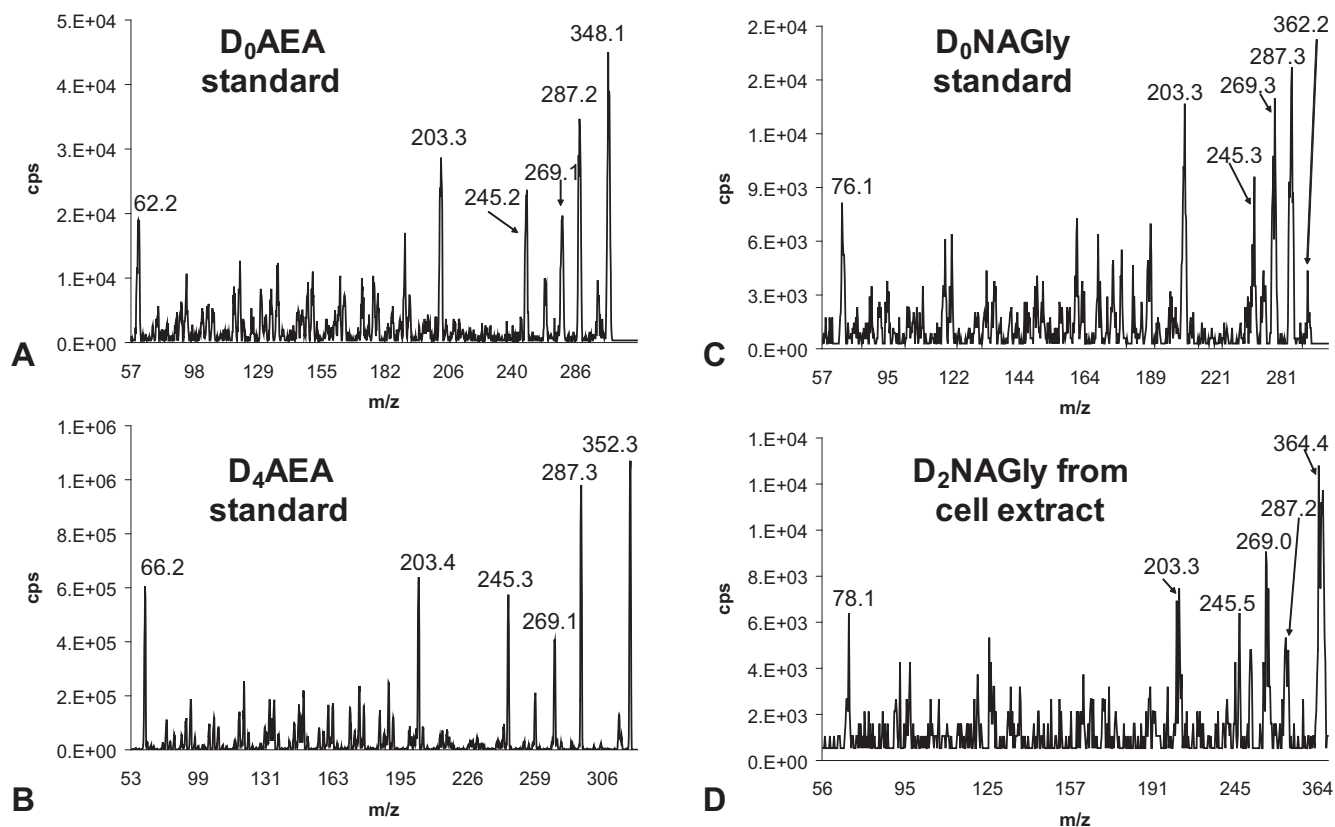 D₀AEA
standard
5.E+04
4.E+04
3.E+04
2.E+04
1.E+04
0.E+00
cps
62.2
203.3
245.2
269.1
287.2
348.1
57 98 129 155 182 206 240 286
m/z
A
D₄AEA
standard
1.E+06
1.E+06
8.E+05
6.E+05
4.E+05
2.E+05
0.E+00
cps
66.2
203.4
245.3
269.1
287.3
352.3
53 99 131 163 195 226 259 306
m/z
B
D₀NAGly
standard
2.E+04
2.E+04
1.E+04
9.E+03
6.E+03
3.E+03
0.E+00
cps
76.1
203.3
245.3
269.3
287.3
362.2
57 95 122 144 164 189 221 281
m/z
C
D₂NAGly from
cell extract
1.E+04
1.E+04
1.E+04
8.E+03
6.E+03
4.E+03
2.E+03
0.E+00
cps
78.1
203.3
245.5
269.0
287.2
364.4
56 95 125 157 191 245 364
m/z
D